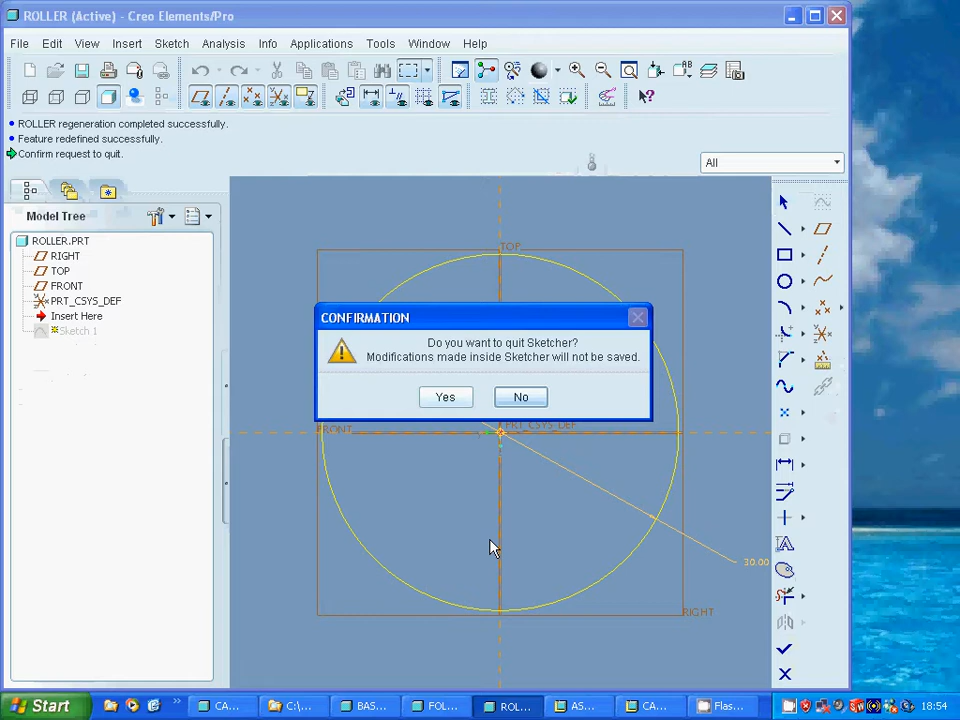 ROLLER (Active) - Creo Elements/Pro
File Edit View Insert Sketch Analysis Info Applications Tools Window Help
AB
ROLLER regeneration completed successfully.
Feature redefined successfully.
Confirm request to quit.
All
Model Tree
ROLLER.PRT
RIGHT
TOP
FRONT
PRT_CSYS_DEF
Insert Here
Sketch 1
TOP
CONFIRMATION
Do you want to quit Sketcher?
Modifications made inside Sketcher will not be saved.
Yes No
FRONT
PRT_CSYS_DEF
30.00
RIGHT
Start CA... C:\... BAS... FOL... ROL... AS... CA... Flas... 18:54